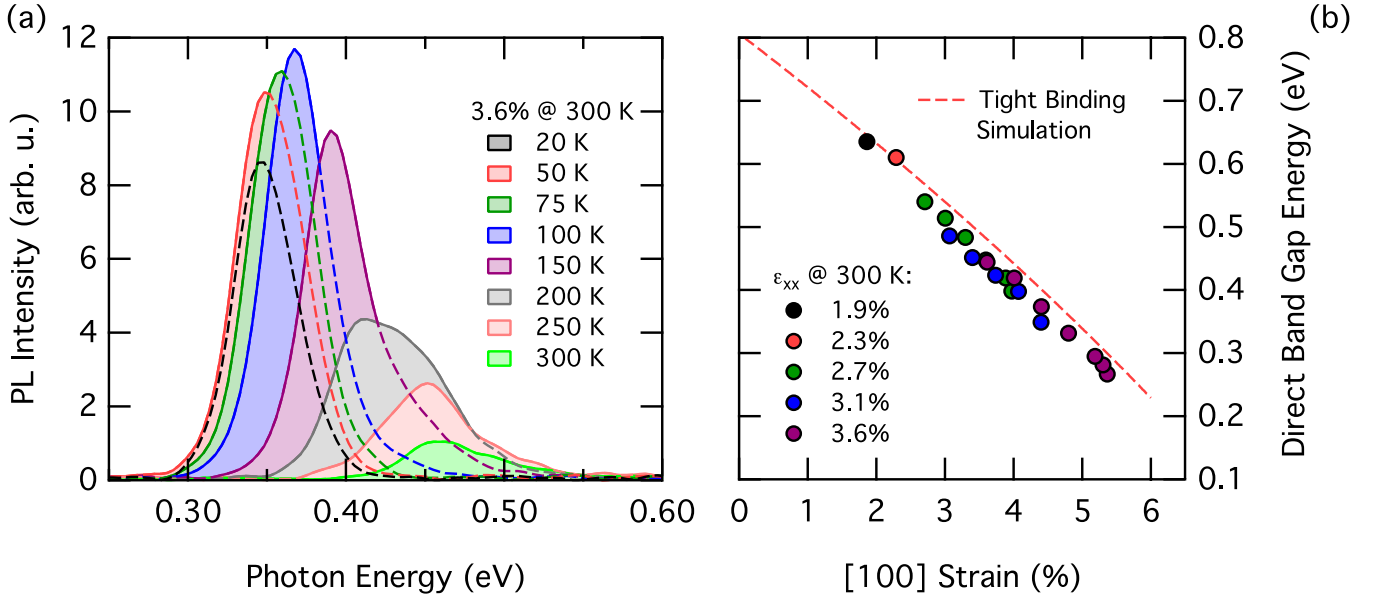 (a)
PL Intensity (arb. u.)
12
10
8
6
4
2
0
3.6% @ 300 K
20 K
50 K
75 K
100 K
150 K
200 K
250 K
300 K
0.30 0.40 0.50 0.60
Photon Energy (eV)
(b)
Tight Binding
Simulation
εxx @ 300 K:
1.9%
2.3%
2.7%
3.1%
3.6%
0.8
0.7
0.6
0.5
0.4
0.3
0.2
0.1
Direct Band Gap Energy (eV)
0 1 2 3 4 5 6
[100] Strain (%)